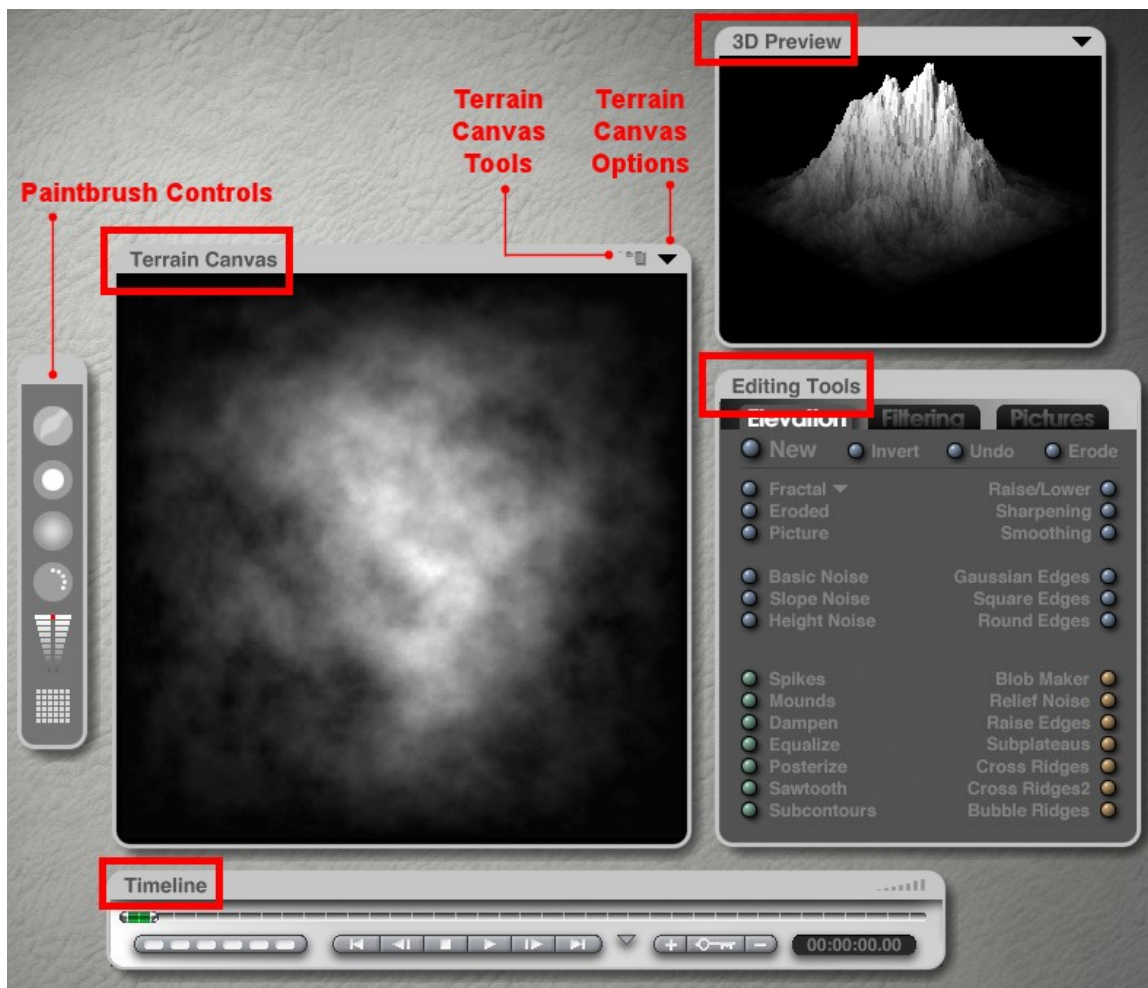 3D Preview
Terrain
Canvas
Tools
Terrain
Canvas
Options
Paintbrush Controls
Terrain Canvas
Editing Tools
Elevation Filtering Pictures
New Invert Undo Erode
Fractal Raise/Lower
Eroded Sharpening
Picture Smoothing
Basic Noise Gaussian Edges
Slope Noise Square Edges
Height Noise Round Edges
Spikes Blob Maker
Mounds Relief Noise
Dampen Raise Edges
Equalize Subplateaus
Posterize Cross Ridges
Sawtooth Cross Ridges2
Subcontours Bubble Ridges
Timeline
00:00:00.00